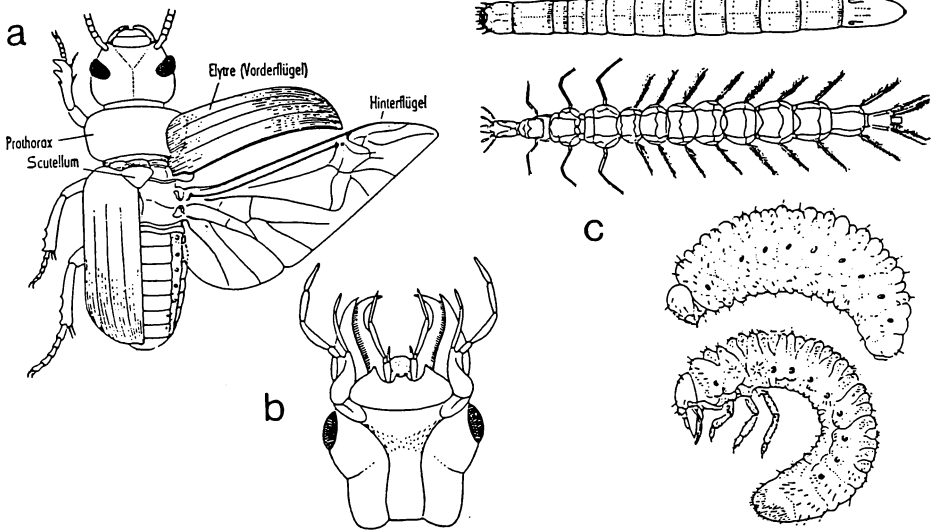 a
Elytre (Vorderflügel)
Hinterflügel
Prothorax
Scutellum
b
c